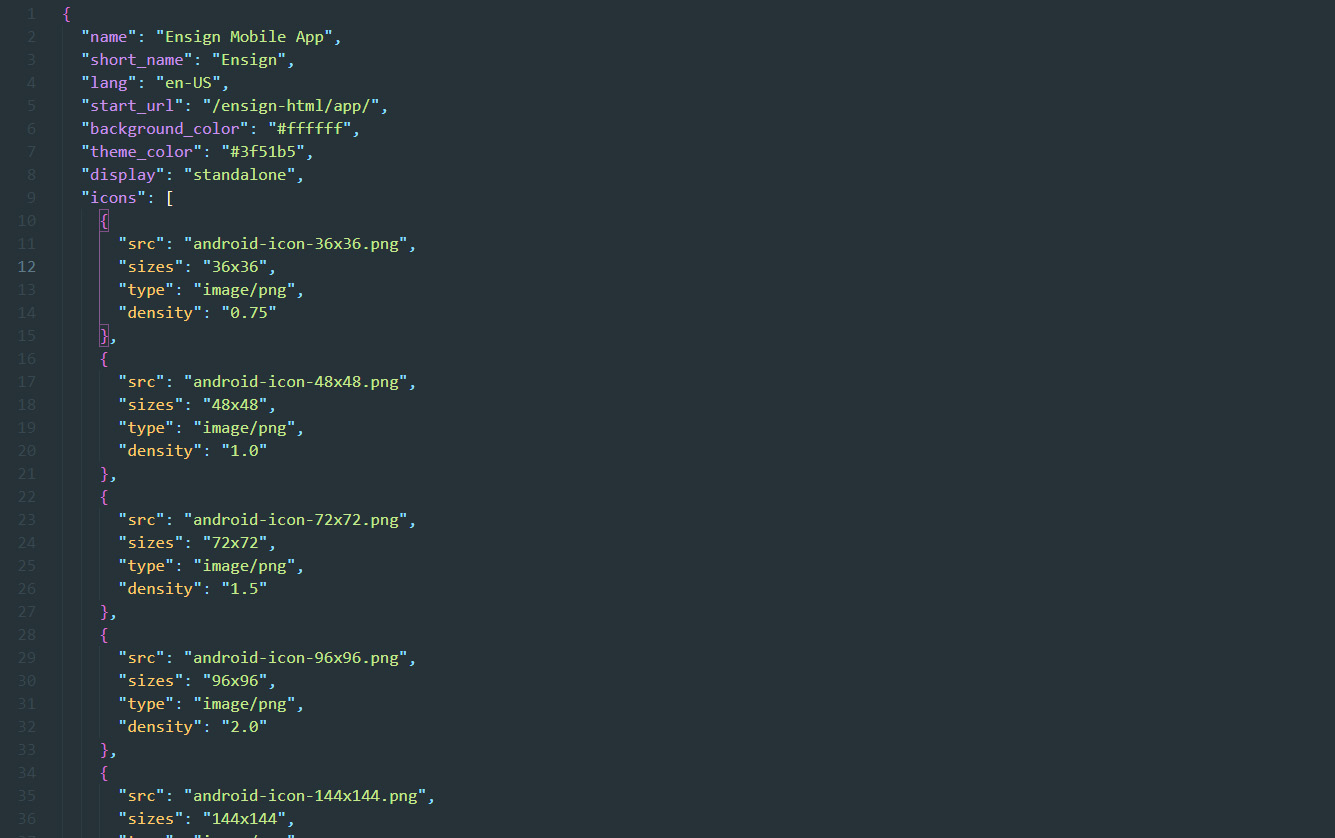 1 {
2 "name": "Ensign Mobile App",
3 "short_name": "Ensign",
4 "lang": "en-US",
5 "start_url": "/ensign-html/app/",
6 "background_color": "#ffffff",
7 "theme_color": "#3f51b5",
8 "display": "standalone",
9 "icons": [
10 {
11 "src": "android-icon-36x36.png",
12 "sizes": "36x36",
13 "type": "image/png",
14 "density": "0.75"
15 },
16 {
17 "src": "android-icon-48x48.png",
18 "sizes": "48x48",
19 "type": "image/png",
20 "density": "1.0"
21 },
22 {
23 "src": "android-icon-72x72.png",
24 "sizes": "72x72",
25 "type": "image/png",
26 "density": "1.5"
27 },
28 {
29 "src": "android-icon-96x96.png",
30 "sizes": "96x96",
31 "type": "image/png",
32 "density": "2.0"
33 },
34 {
35 "src": "android-icon-144x144.png",
36 "sizes": "144x144",